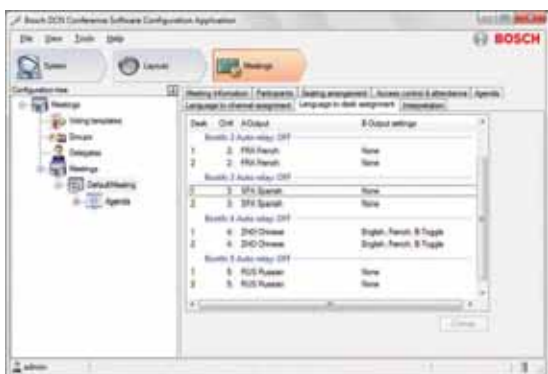 Bosch DCN Conference Software Configuration Application
File View Tools Help
BOSCH
System Layouts Meetings
Configuration tree
Meetings
Voting templates
Groups
Delegates
Meetings
DefaultMeeting
Agenda
Meeting information Participants Seating arrangement Access control & attendance Agenda
Language to channel assignment Language to desk assignment Interpretation
Desk Chn A Output B Output settings
Booth: 2 Auto relay: OFF
1 2: FRA French None
2 2: FRA French None
Booth: 3 Auto relay: OFF
1 3: SPA Spanish None
2 3: SPA Spanish None
Booth: 4 Auto relay: OFF
1 4: ZHO Chinese English, French, B-Toggle
2 4: ZHO Chinese English, French, B-Toggle
Booth: 5 Auto relay: OFF
1 5: RUS Russian None
2 5: RUS Russian None
admin